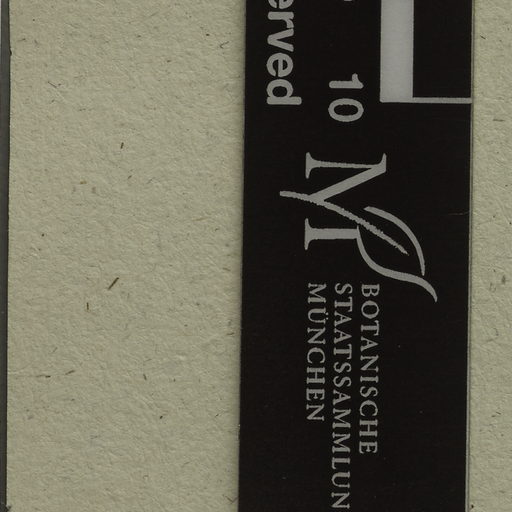 erved
10
M
BOTANISCHE
STAATSSAMMLUN
MÜNCHEN